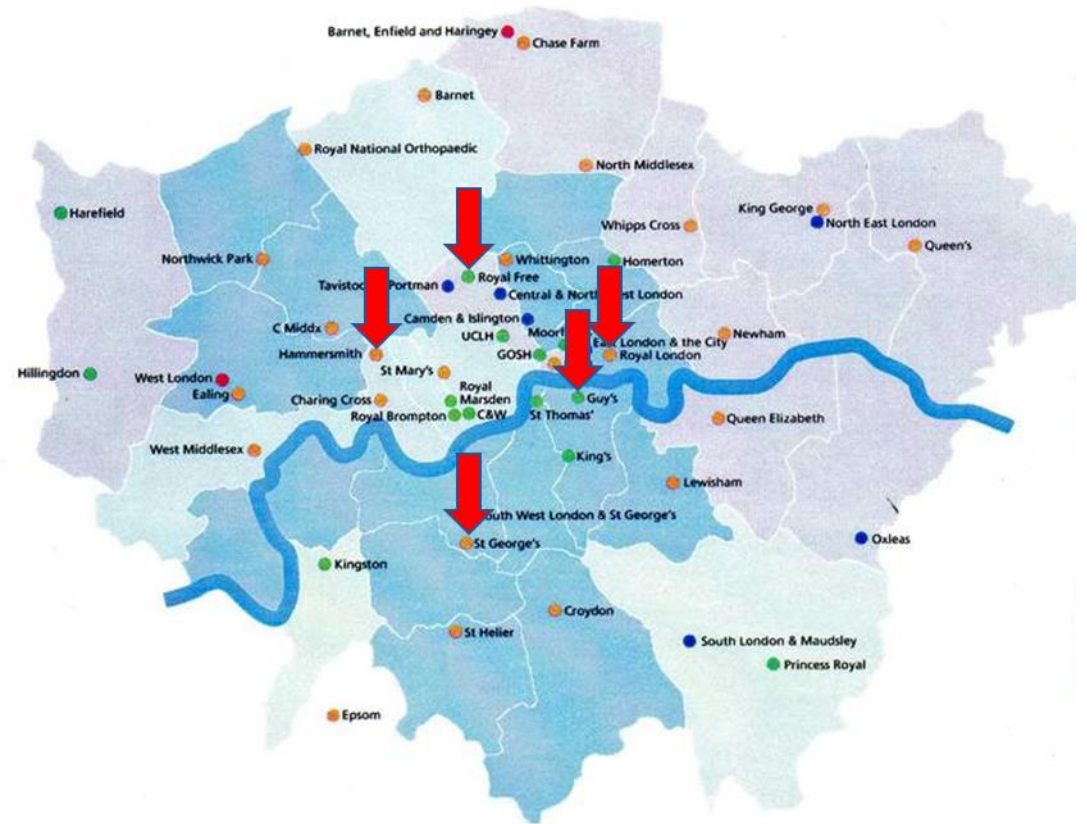 Barnet, Enfield and Haringey
Chase Farm
Barnet
Royal National Orthopaedic
North Middlesex
Harefield
King George
North East London
Whipps Cross
Queen's
Northwick Park
Whittington
Homerton
Royal Free
Tavistoc Portman
Central & North est London
Camden & Islington
C Middx
UCLH
Moorf
Newham
East London & the City
Hammersmith
GOSH
Royal London
St Mary's
Hillingdon
West London
Ealing
Royal
Marsden
Charing Cross
Guy's
Royal Brompton
C&W
St Thomas'
Queen Elizabeth
West Middlesex
King's
Lewisham
outh West London & St George's
St George's
Oxleas
Kingston
Croydon
St Helier
South London & Maudsley
Princess Royal
Epsom